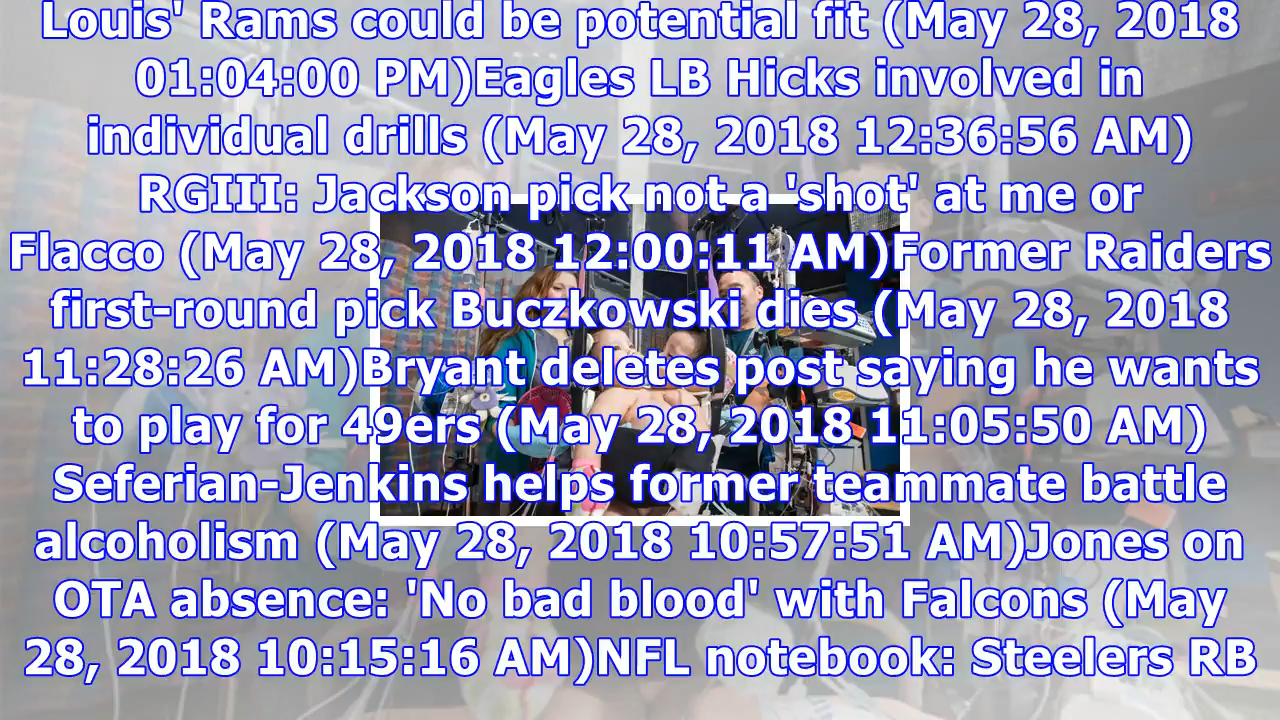 Louis' Rams could be potential fit (May 28, 2018
01:04:00 PM)Eagles LB Hicks involved in
individual drills (May 28, 2018 12:36:56 AM)
RGIII: Jackson pick not a 'shot' at me or
Flacco (May 28, 2018 12:00:11 AM)Former Raiders
first-round pick Buczkowski dies (May 28, 2018
11:28:26 AM)Bryant deletes post saying he wants
to play for 49ers (May 28, 2018 11:05:50 AM)
Seferian-Jenkins helps former teammate battle
alcoholism (May 28, 2018 10:57:51 AM)Jones on
OTA absence: 'No bad blood' with Falcons (May
28, 2018 10:15:16 AM)NFL notebook: Steelers RB